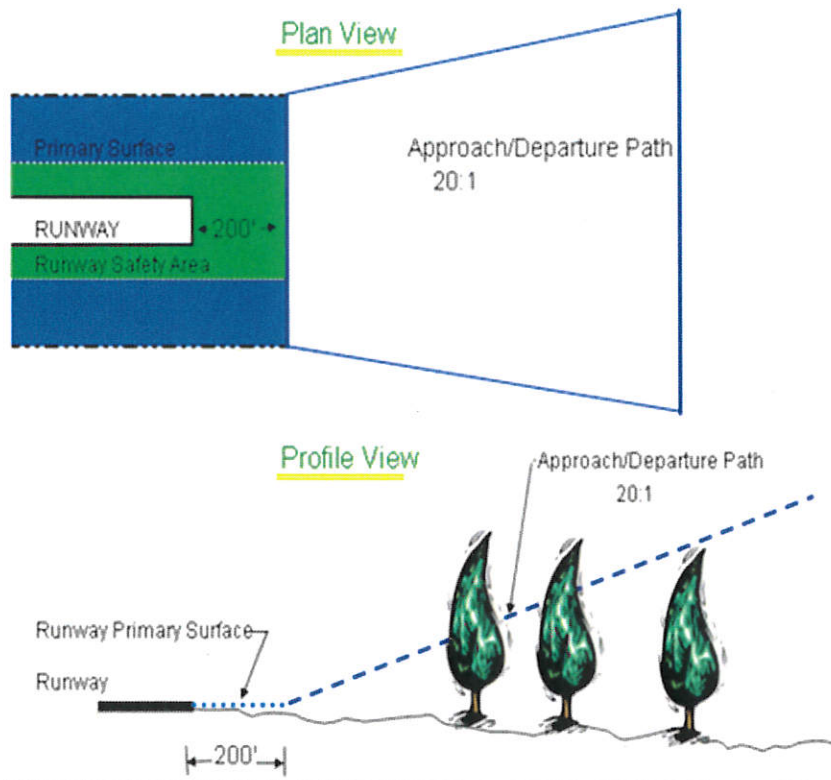 Plan View
Primary Surface
RUNWAY
200'
Runway Safety Area
Approach/Departure Path
20:1
Profile View
Approach/Departure Path
20:1
Runway Primary Surface
Runway
200'